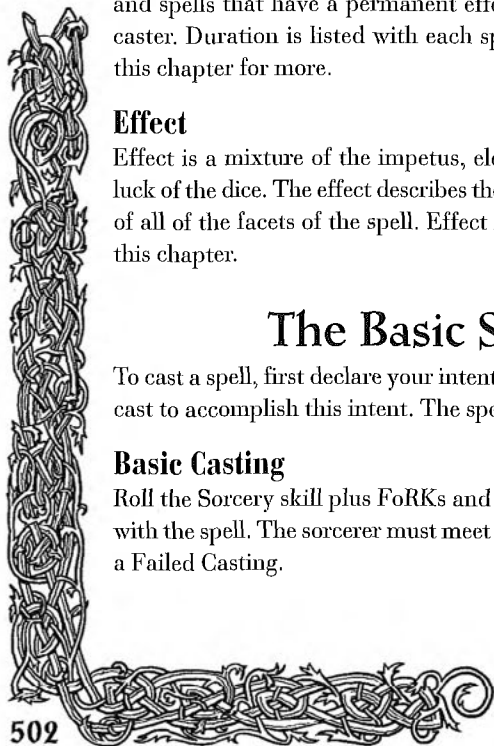 and spells that have a permanent effe
caster. Duration is listed with each sp
this chapter for more.
Effect
Effect is a mixture of the impetus, ele
luck of the dice. The effect describes the
of all of the facets of the spell. Effect
this chapter.
The Basic S
To cast a spell, first declare your intent
cast to accomplish this intent. The spe
Basic Casting
Roll the Sorcery skill plus FoRKs and
with the spell. The sorcerer must meet
a Failed Casting.
502